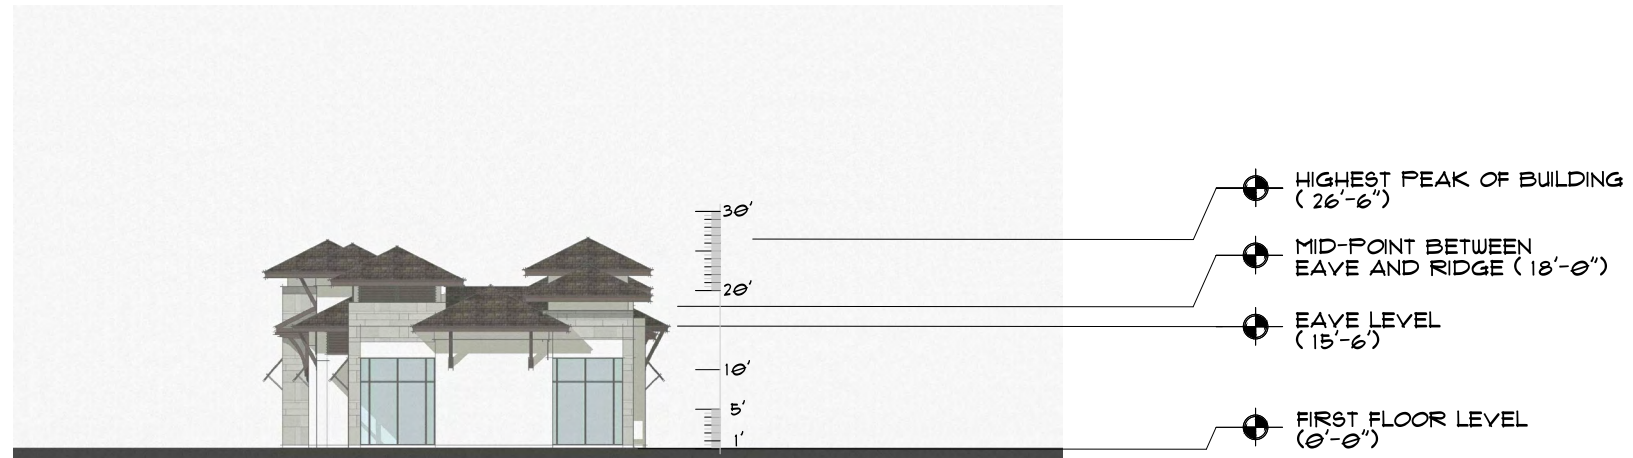 HIGHEST PEAK OF BUILDING
( 26'-6")
30'
MID-POINT BETWEEN
EAVE AND RIDGE ( 18'-0")
20'
EAVE LEVEL
( 15'-6')
10'
5'
FIRST FLOOR LEVEL
(0'-0")
1'